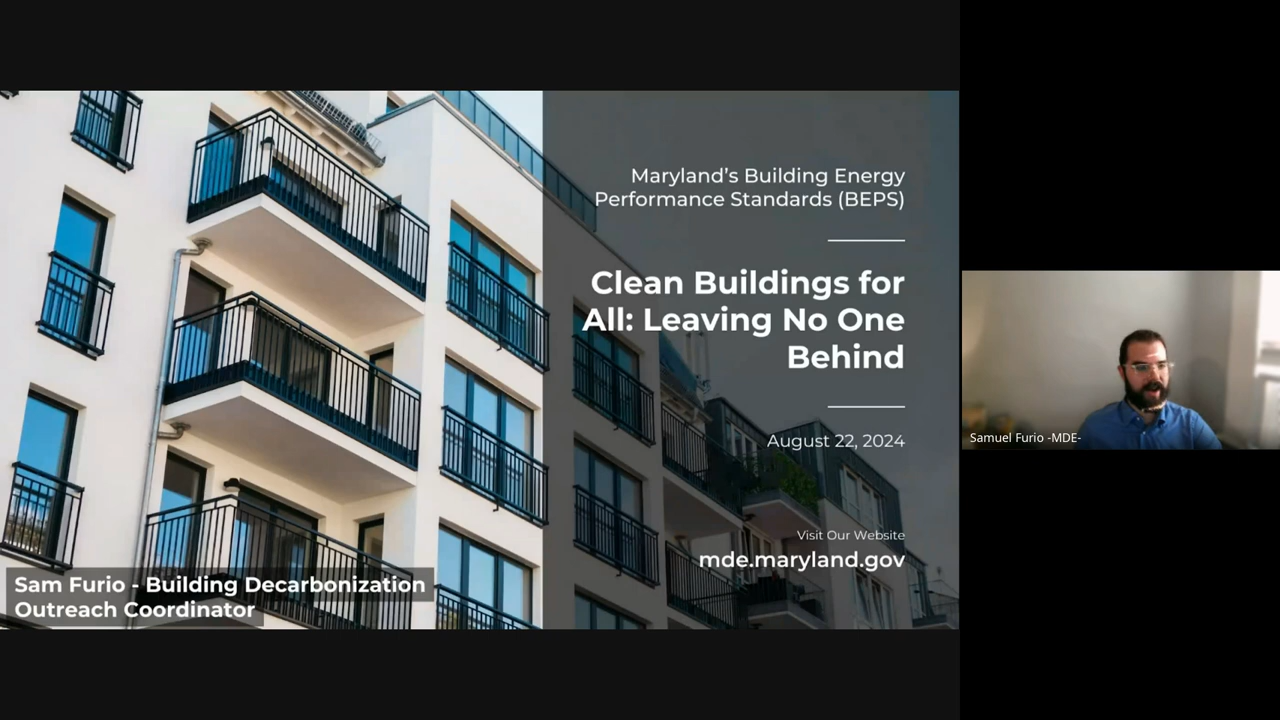 Maryland's Building Energy
Performance Standards (BEPS)
Clean Buildings for
All: Leaving No One
Behind
August 22, 2024
Visit Our Website
mde.maryland.gov
Sam Furio - Building Decarbonization
Outreach Coordinator
Samuel Furio -MDE-